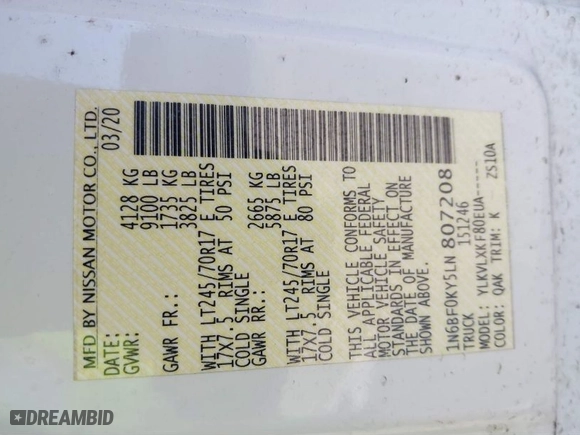 MFD BY NISSAN MOTOR CO., LTD.
DATE: 03/20
GVWR: 4128 KG
9100 LB
GAWR FR.: 1735 KG
3825 LB
WITH LT245/70R17 E TIRES
17X7.5 RIMS AT 50 PSI
COLD SINGLE
GAWR RR.: 2665 KG
5875 LB
WITH LT245/70R17 E TIRES
17X7.5 RIMS AT 80 PSI
COLD SINGLE
THIS VEHICLE CONFORMS TO
ALL APPLICABLE FEDERAL
MOTOR VEHICLE SAFETY
STANDARDS IN EFFECT ON
THE DATE OF MANUFACTURE
SHOWN ABOVE.
1N6BF0KY5LN807208
TRUCK 151246
MODEL: YLKVLXKF80EUA-----
COLOR: QAK TRIM: K ZS10A
DREAMBID